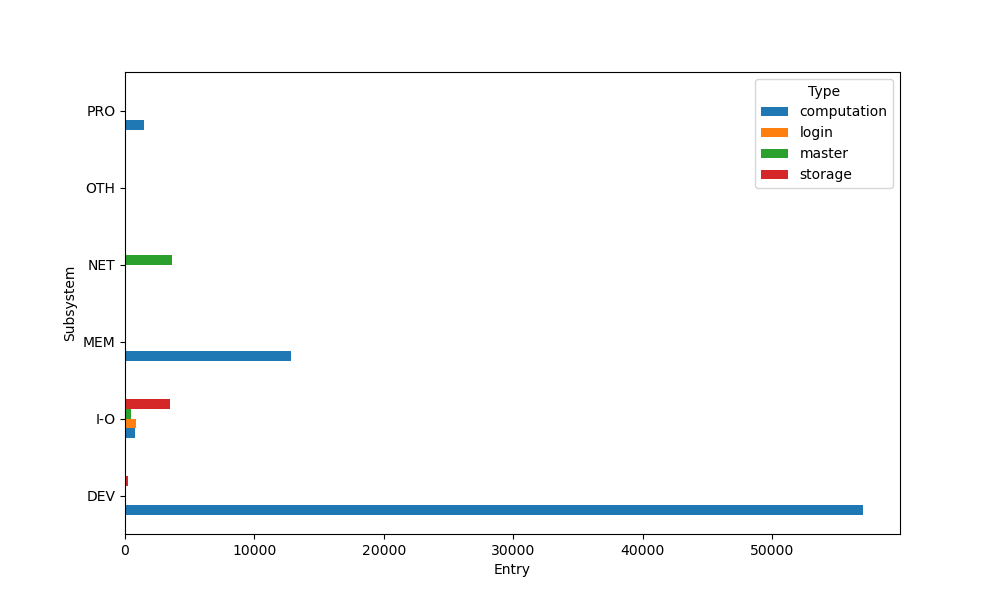 Type
computation
login
master
storage
PRO
OTH
NET
MEM
I-O
DEV
Subsystem
0 10000 20000 30000 40000 50000
Entry